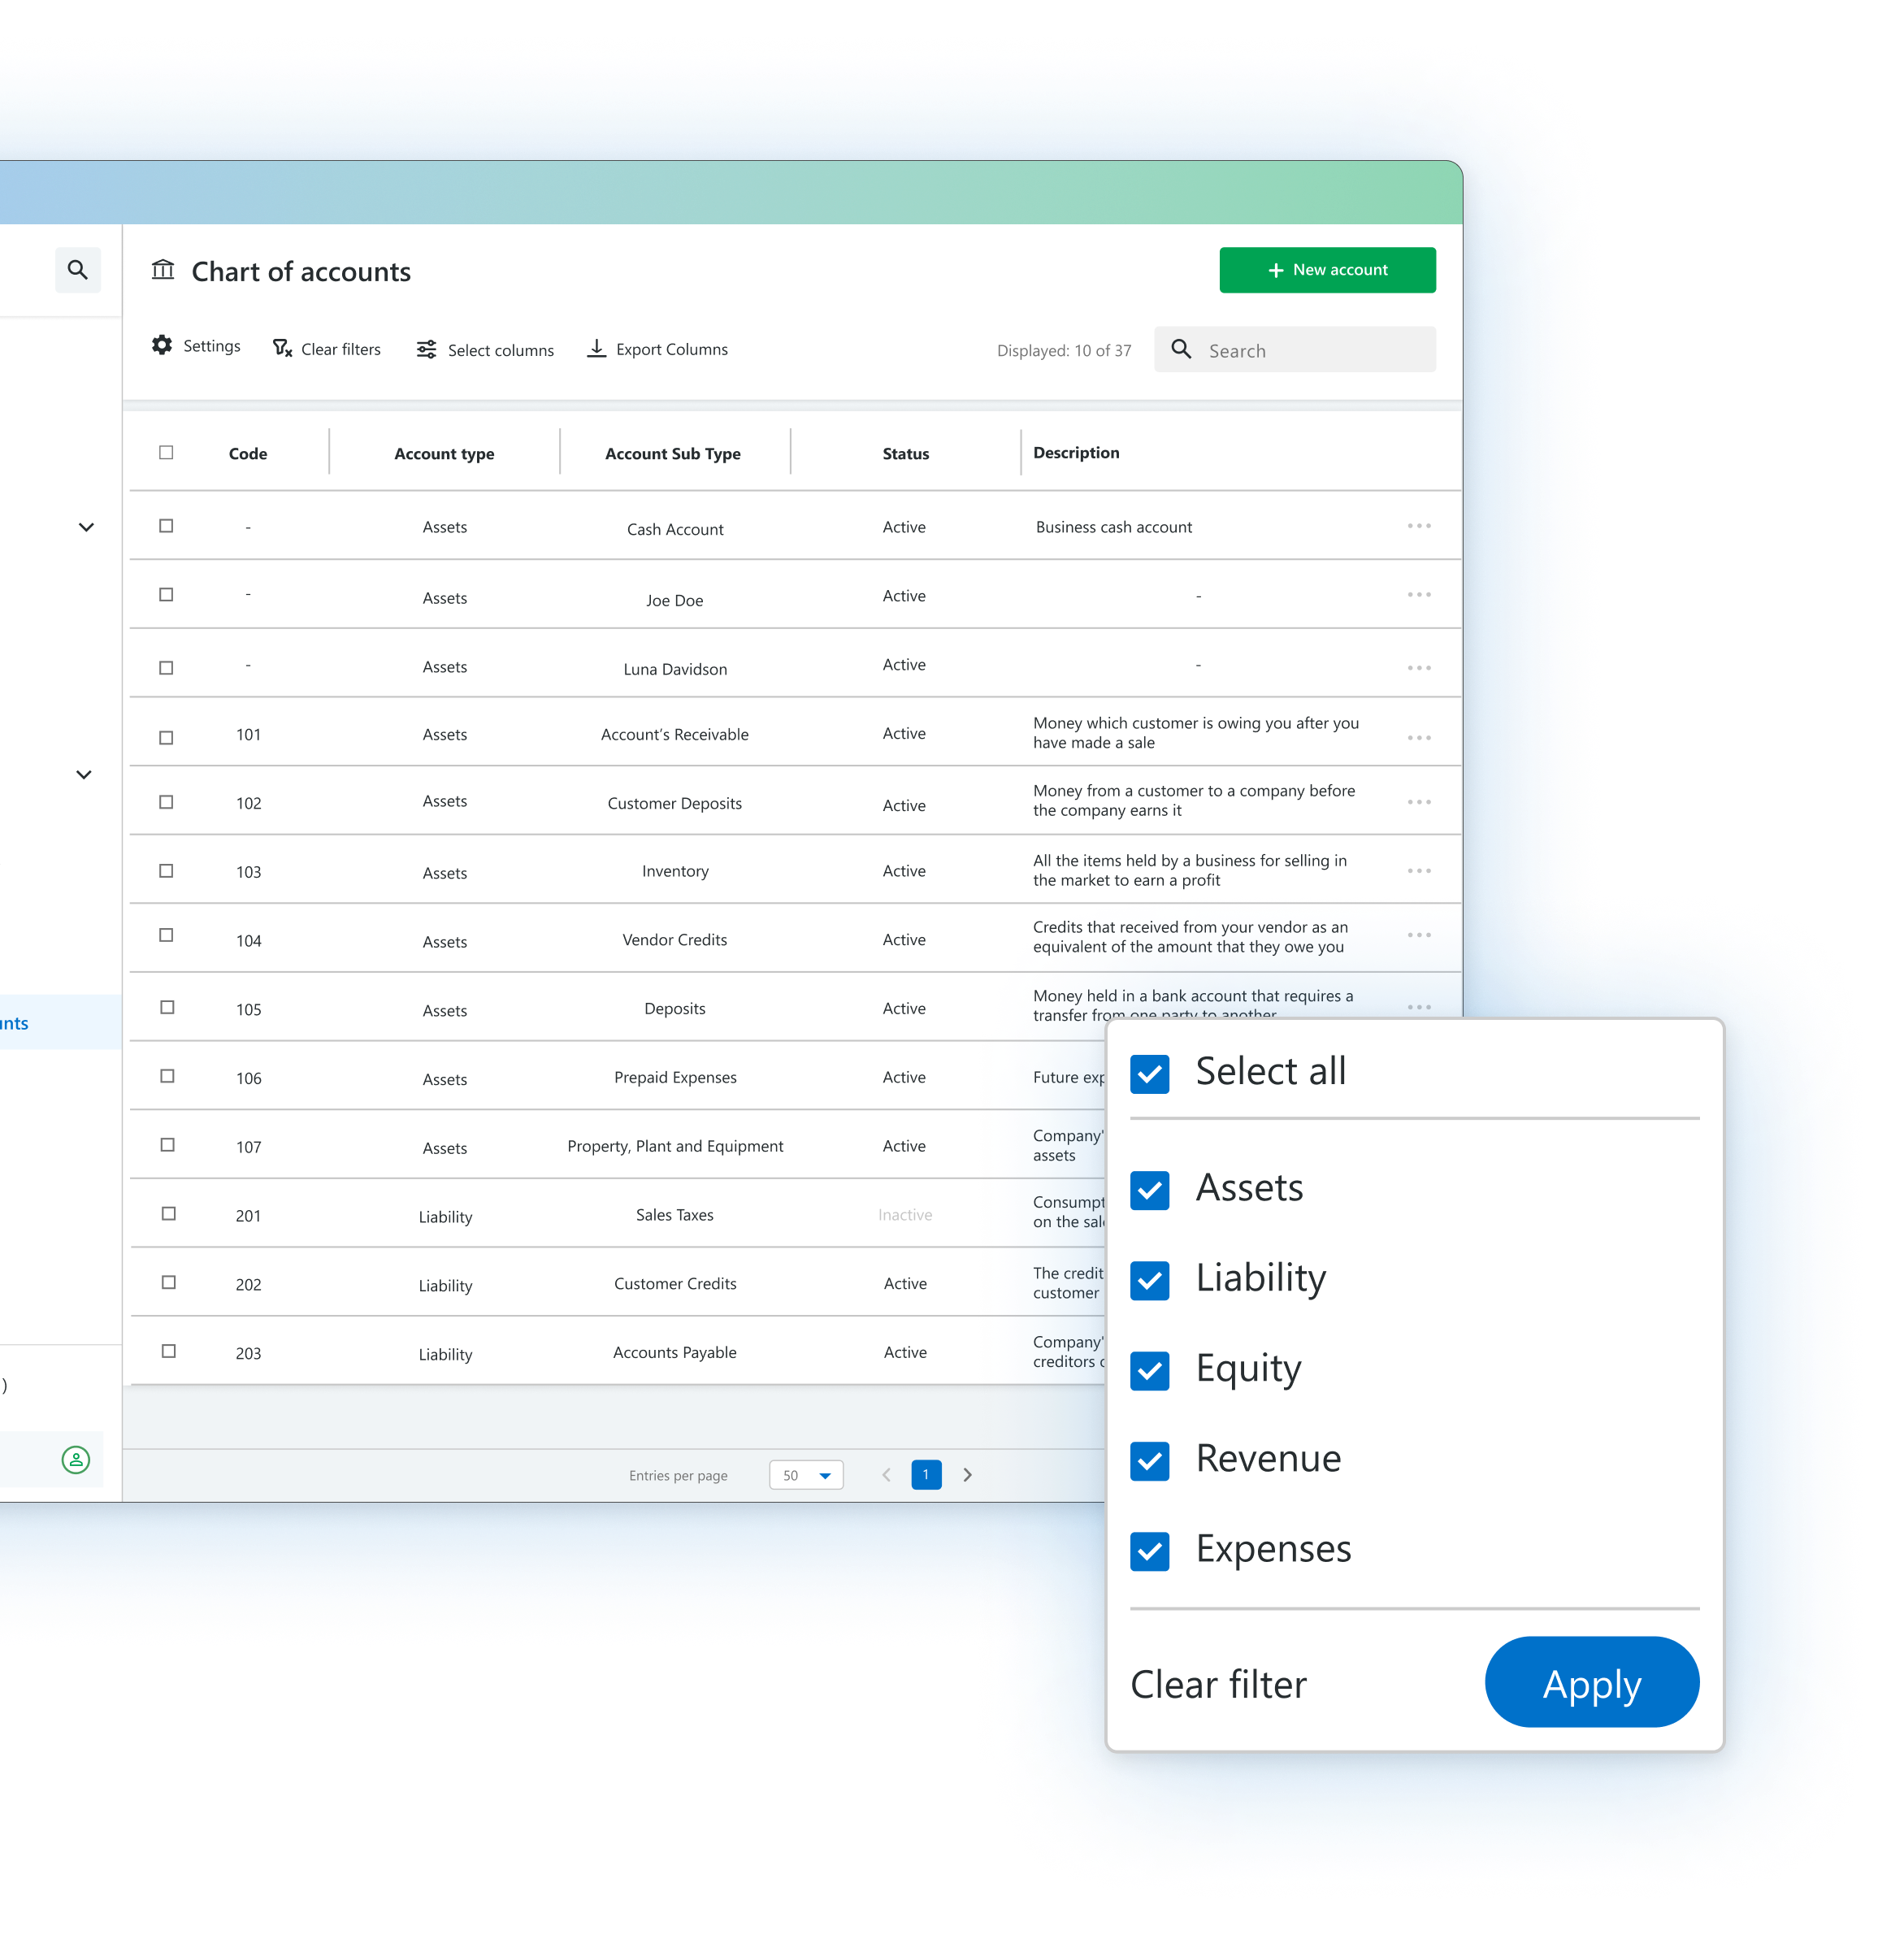 Chart of accounts
+ New account
Settings
Clear filters
Select columns
Export Columns
Displayed: 10 of 37
Search
Code
Account type
Account Sub Type
Status
Description
- Assets Cash Account Active Business cash account
- Assets Joe Doe Active -
- Assets Luna Davidson Active -
101 Assets Account’s Receivable Active Money which customer is owing you after you
have made a sale
102 Assets Customer Deposits Active Money from a customer to a company before
the company earns it
103 Assets Inventory Active All the items held by a business for selling in
the market to earn a profit
104 Assets Vendor Credits Active Credits that received from your vendor as an
equivalent of the amount that they owe you
unts
105 Assets Deposits Active Money held in a bank account that requires a
transfer from one party to another
106 Assets Prepaid Expenses Active Future exp
107 Assets Property, Plant and Equipment Active Company'
assets
201 Liability Sales Taxes Inactive Consumpt
on the sal
202 Liability Customer Credits Active The credit
customer
203 Liability Accounts Payable Active Company'
creditors
)
Entries per page
50
1
Select all
Assets
Liability
Equity
Revenue
Expenses
Clear filter
Apply